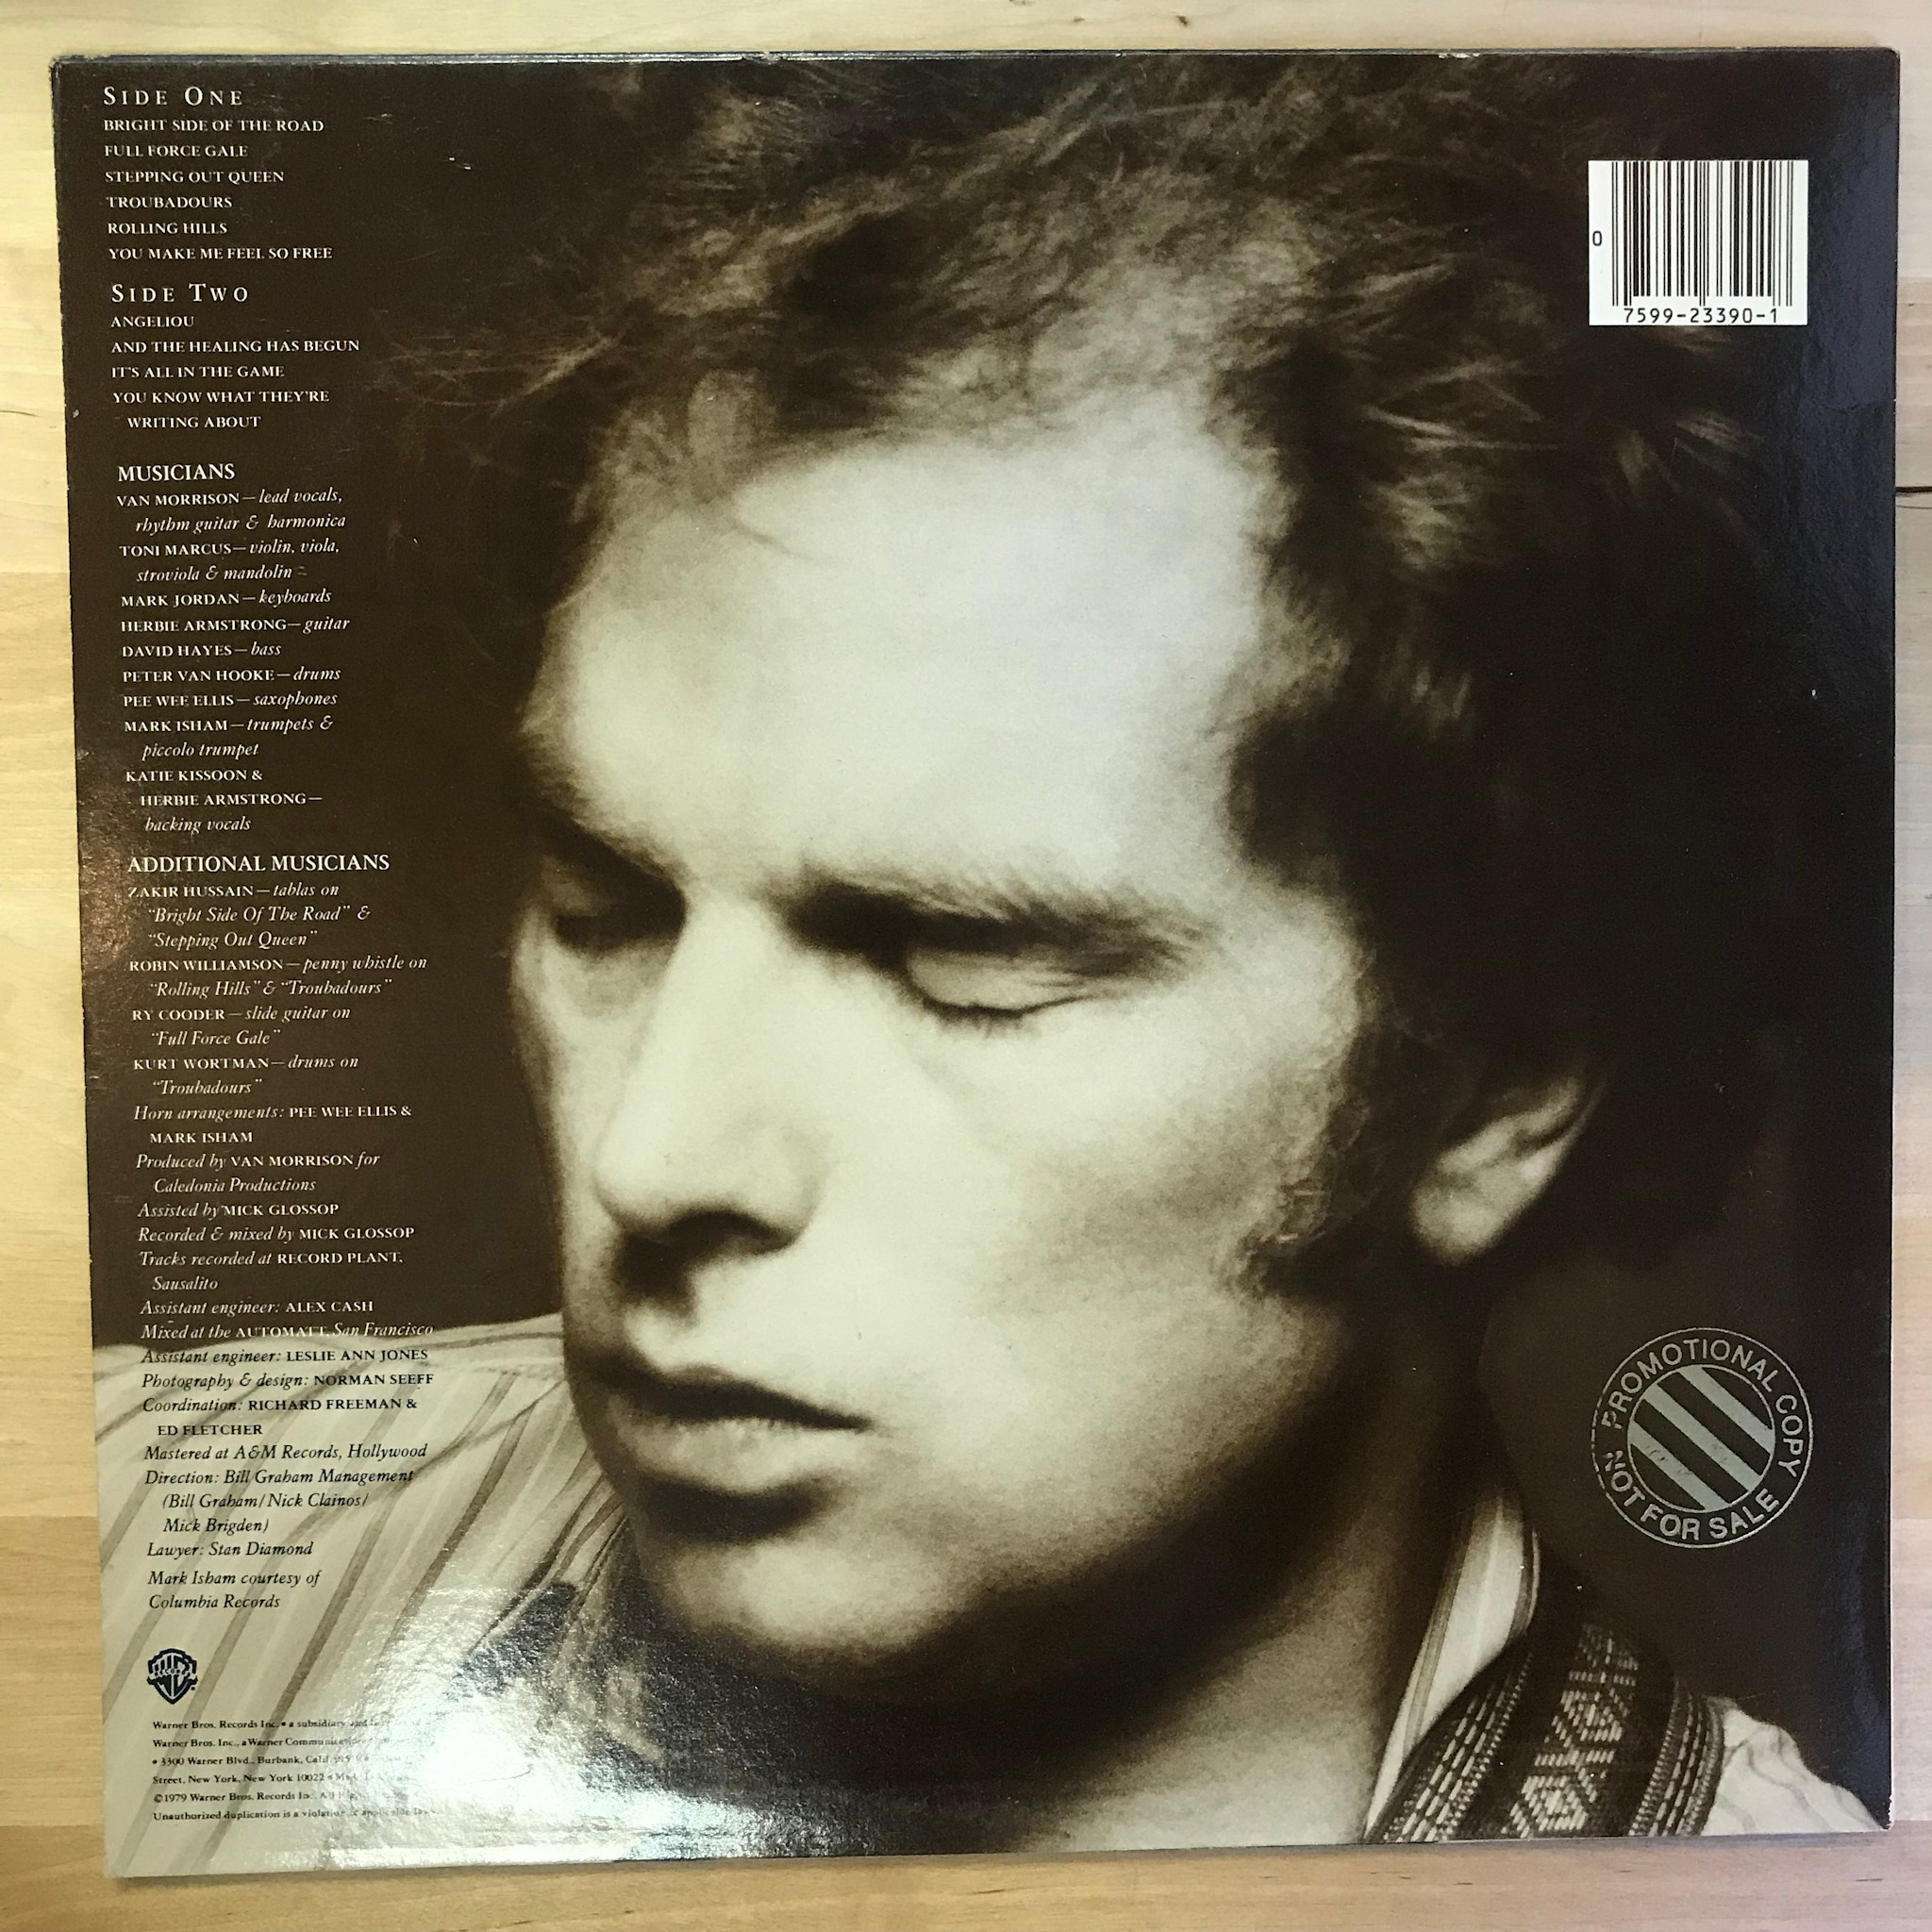 SIDE ONE
BRIGHT SIDE OF THE ROAD
FULL FORCE GALE
STEPPING OUT QUEEN
TROUBADOURS
ROLLING HILLS
YOU MAKE ME FEEL SO FREE
SIDE TWO
ANGELIOU
AND THE HEALING HAS BEGUN
IT'S ALL IN THE GAME
YOU KNOW WHAT THEY'RE
WRITING ABOUT
MUSICIANS
VAN MORRISON—lead vocals,
rhythm guitar & harmonica
TONI MARCUS—violin, viola,
stroviola & mandolin
MARK JORDAN—keyboards
HERBIE ARMSTRONG—guitar
DAVID HAYES—bass
PETER VAN HOOKE—drums
PEE WEE ELLIS—saxophones
MARK ISHAM—trumpets &
piccolo trumpet
KATIE KISSOON &
HERBIE ARMSTRONG—
backing vocals
ADDITIONAL MUSICIANS
ZAKIR HUSSAIN—tablas on
"Bright Side Of The Road" &
"Stepping Out Queen"
ROBIN WILLIAMSON—penny whistle on
"Rolling Hills" & "Troubadours"
RY COODER—slide guitar on
"Full Force Gale"
KURT WORTMAN—drums on
"Troubadours"
Horn arrangements: PEE WEE ELLIS &
MARK ISHAM
Produced by VAN MORRISON for
Caledonia Productions
Assisted by MICK GLOSSOP
Recorded & mixed by MICK GLOSSOP
Tracks recorded at RECORD PLANT,
Sausalito
Assistant engineer: ALEX CASH
Mixed at the AUTOMATT, San Francisco
Assistant engineer: LESLIE ANN JONES
Photography & design: NORMAN SEEFF
Coordination: RICHARD FREEMAN &
ED FLETCHER
Mastered at A&M Records, Hollywood
Direction: Bill Graham Management
(Bill Graham/Nick Clainos/
Mick Brigden)
Lawyer: Stan Diamond
Mark Isham courtesy of
Columbia Records
Warner Bros. Records Inc. • a subsidiary and
Warner Bros. Inc., a Warner
• 3300 Warner Blvd., Burbank, Calif.
Street, New York, New York 10022 •
©1979 Warner Bros. Records
Unauthorized duplication is a violation
0
7599-23390-1
PROMOTIONAL COPY
NOT FOR SALE